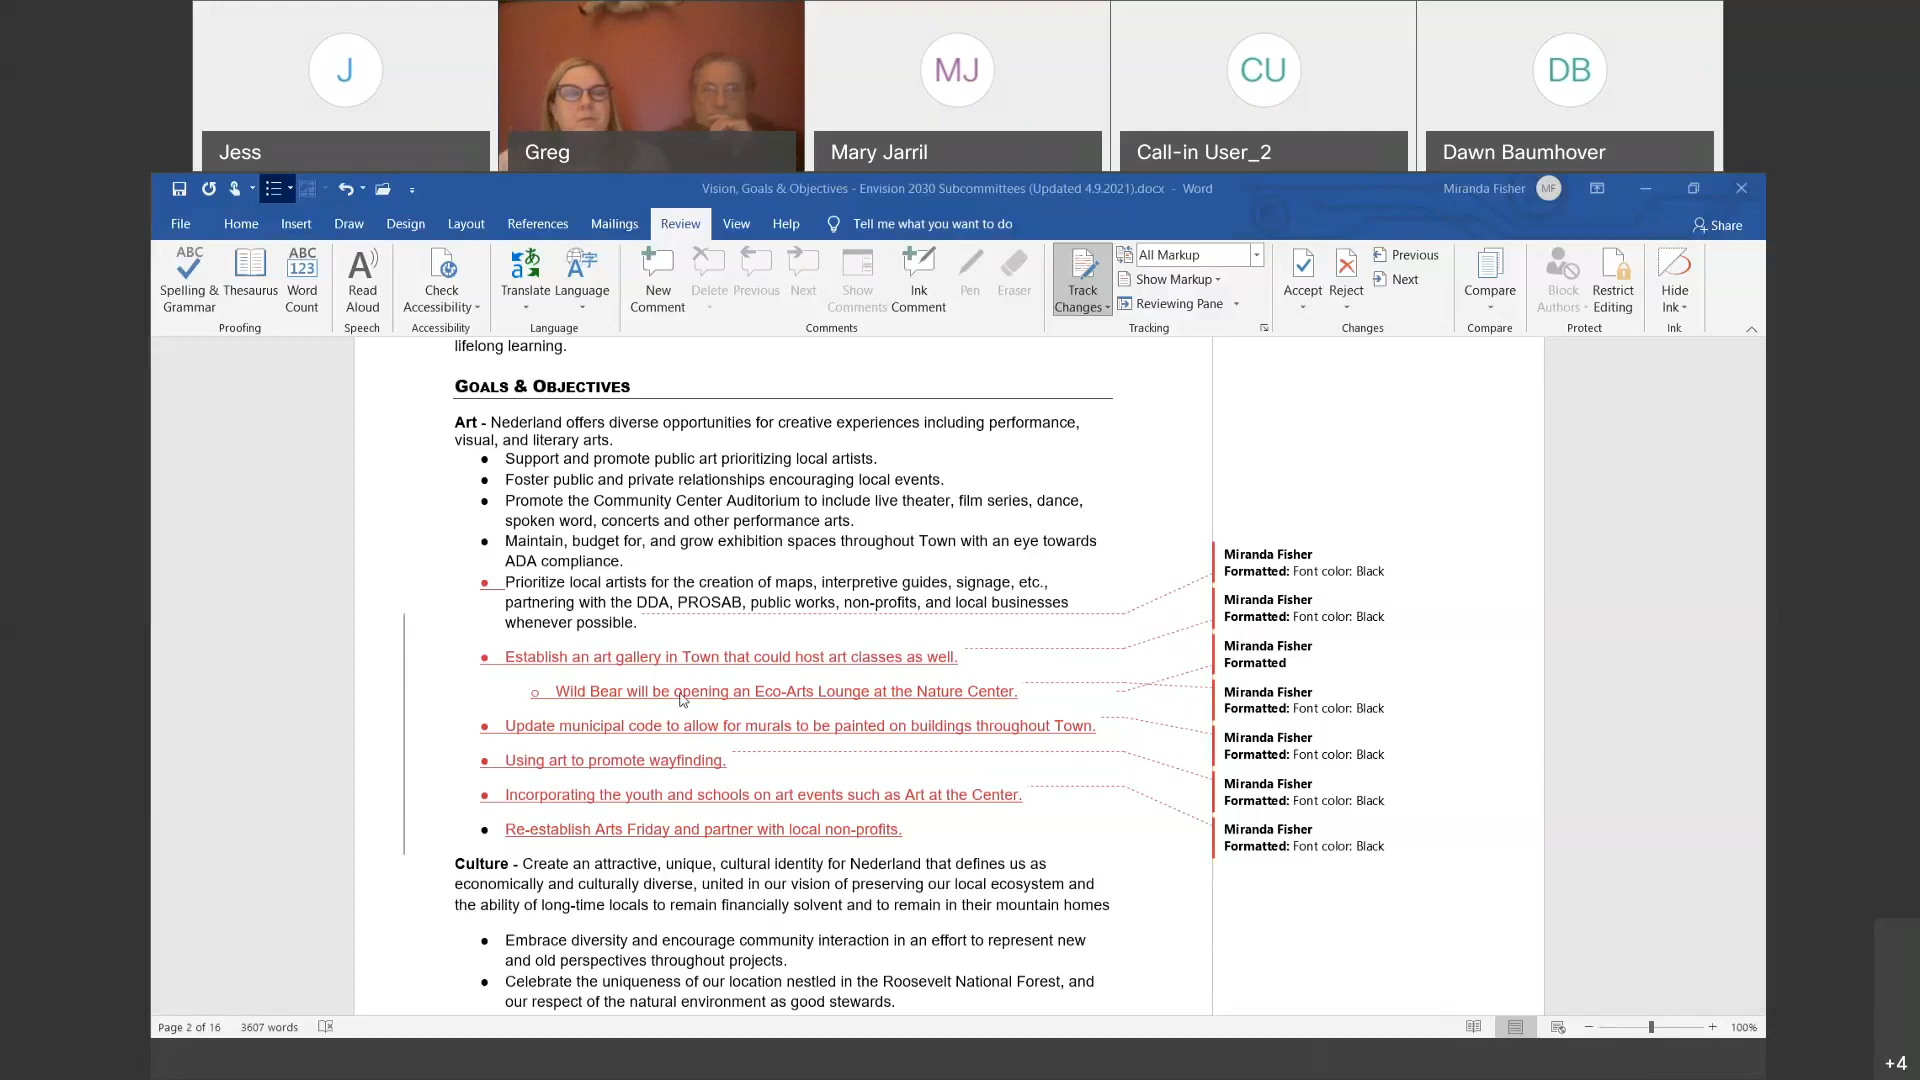 J
MJ
CU
DB
Jess
Greg
Mary Jarril
Call-in User_2
Dawn Baumhover
Vision, Goals & Objectives - Envision 2030 Subcommittees (Updated 4.9.2021).docx - Word
Miranda Fisher
MF
File
Home
Insert
Draw
Design
Layout
References
Mailings
Review
View
Help
Tell me what you want to do
Share
Spelling & Grammar
Thesaurus
Word Count
Read Aloud
Check Accessibility
Translate
Language
New Comment
Delete
Previous
Next
Show Comments
Ink Comment
Pen
Eraser
Track Changes
All Markup
Show Markup
Reviewing Pane
Accept
Reject
Previous
Next
Compare
Block Authors
Restrict Editing
Hide Ink
Proofing
Speech
Accessibility
Language
Comments
Tracking
Changes
Compare
Protect
Ink
lifelong learning.
GOALS & OBJECTIVES
Art - Nederland offers diverse opportunities for creative experiences including performance,
visual, and literary arts.
● Support and promote public art prioritizing local artists.
● Foster public and private relationships encouraging local events.
● Promote the Community Center Auditorium to include live theater, film series, dance,
spoken word, concerts and other performance arts.
● Maintain, budget for, and grow exhibition spaces throughout Town with an eye towards
ADA compliance.
● Prioritize local artists for the creation of maps, interpretive guides, signage, etc.,
partnering with the DDA, PROSAB, public works, non-profits, and local businesses
whenever possible.
● Establish an art gallery in Town that could host art classes as well.
o Wild Bear will be opening an Eco-Arts Lounge at the Nature Center.
● Update municipal code to allow for murals to be painted on buildings throughout Town.
● Using art to promote wayfinding.
● Incorporating the youth and schools on art events such as Art at the Center.
● Re-establish Arts Friday and partner with local non-profits.
Culture - Create an attractive, unique, cultural identity for Nederland that defines us as
economically and culturally diverse, united in our vision of preserving our local ecosystem and
the ability of long-time locals to remain financially solvent and to remain in their mountain homes
● Embrace diversity and encourage community interaction in an effort to represent new
and old perspectives throughout projects.
● Celebrate the uniqueness of our location nestled in the Roosevelt National Forest, and
our respect of the natural environment as good stewards.
Miranda Fisher
Formatted: Font color: Black
Miranda Fisher
Formatted: Font color: Black
Miranda Fisher
Formatted
Miranda Fisher
Formatted: Font color: Black
Miranda Fisher
Formatted: Font color: Black
Miranda Fisher
Formatted: Font color: Black
Miranda Fisher
Formatted: Font color: Black
Page 2 of 16
3607 words
100%
+4